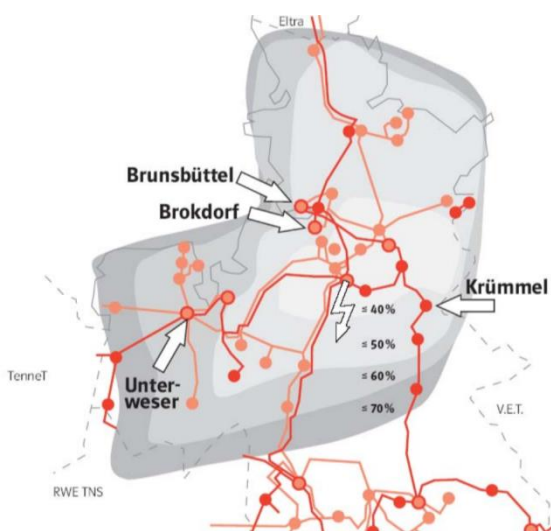 Eltra
Brunsbüttel
Brokdorf
Krümmel
≤ 40%
≤ 50%
TenneT
Unter-
weser
≤ 60%
≤ 70%
V.E.T.
RWE TNS